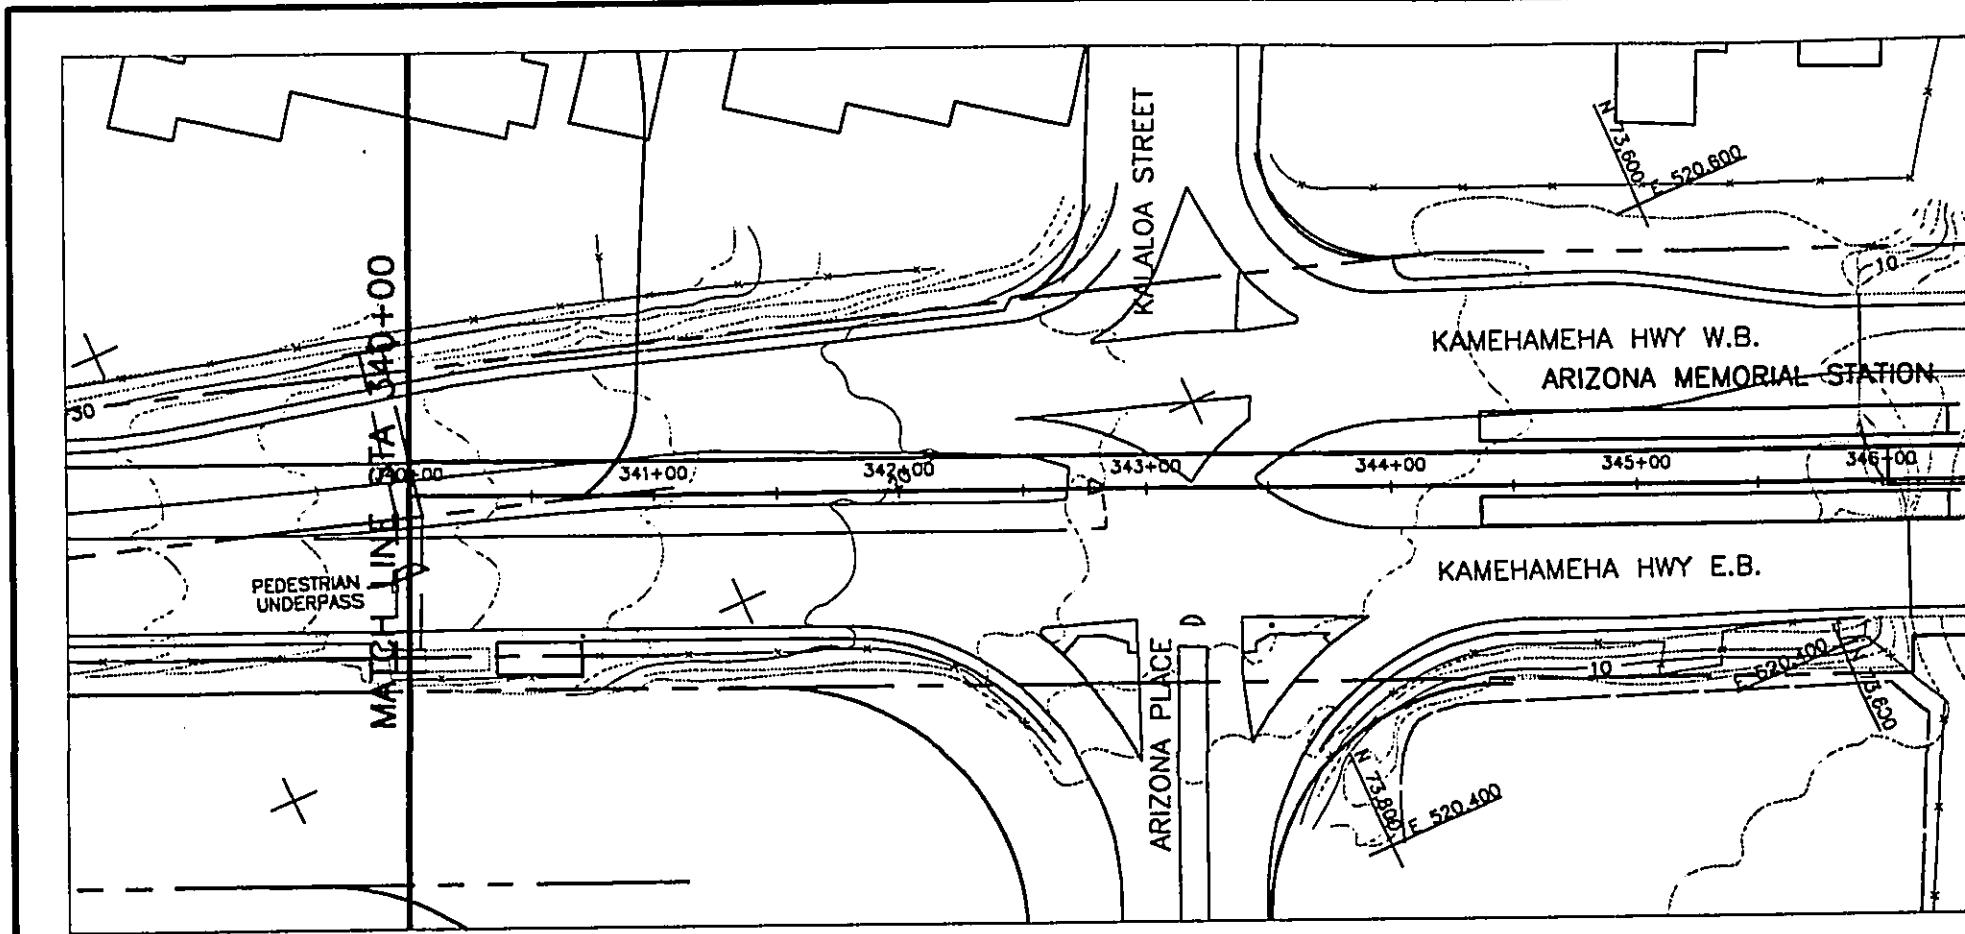 KALALOA STREET
N 73,600
E 520,600
10
MATCH LINE STA 340+00
KAMEHAMEHA HWY W.B.
ARIZONA MEMORIAL STATION
30
340+00
341+00
342+00
343+00
344+00
345+00
346+00
20
PEDESTRIAN
UNDERPASS
KAMEHAMEHA HWY E.B.
ARIZONA PLACE
10
E 520,400
N 73,600
N 73,800
E 520,400